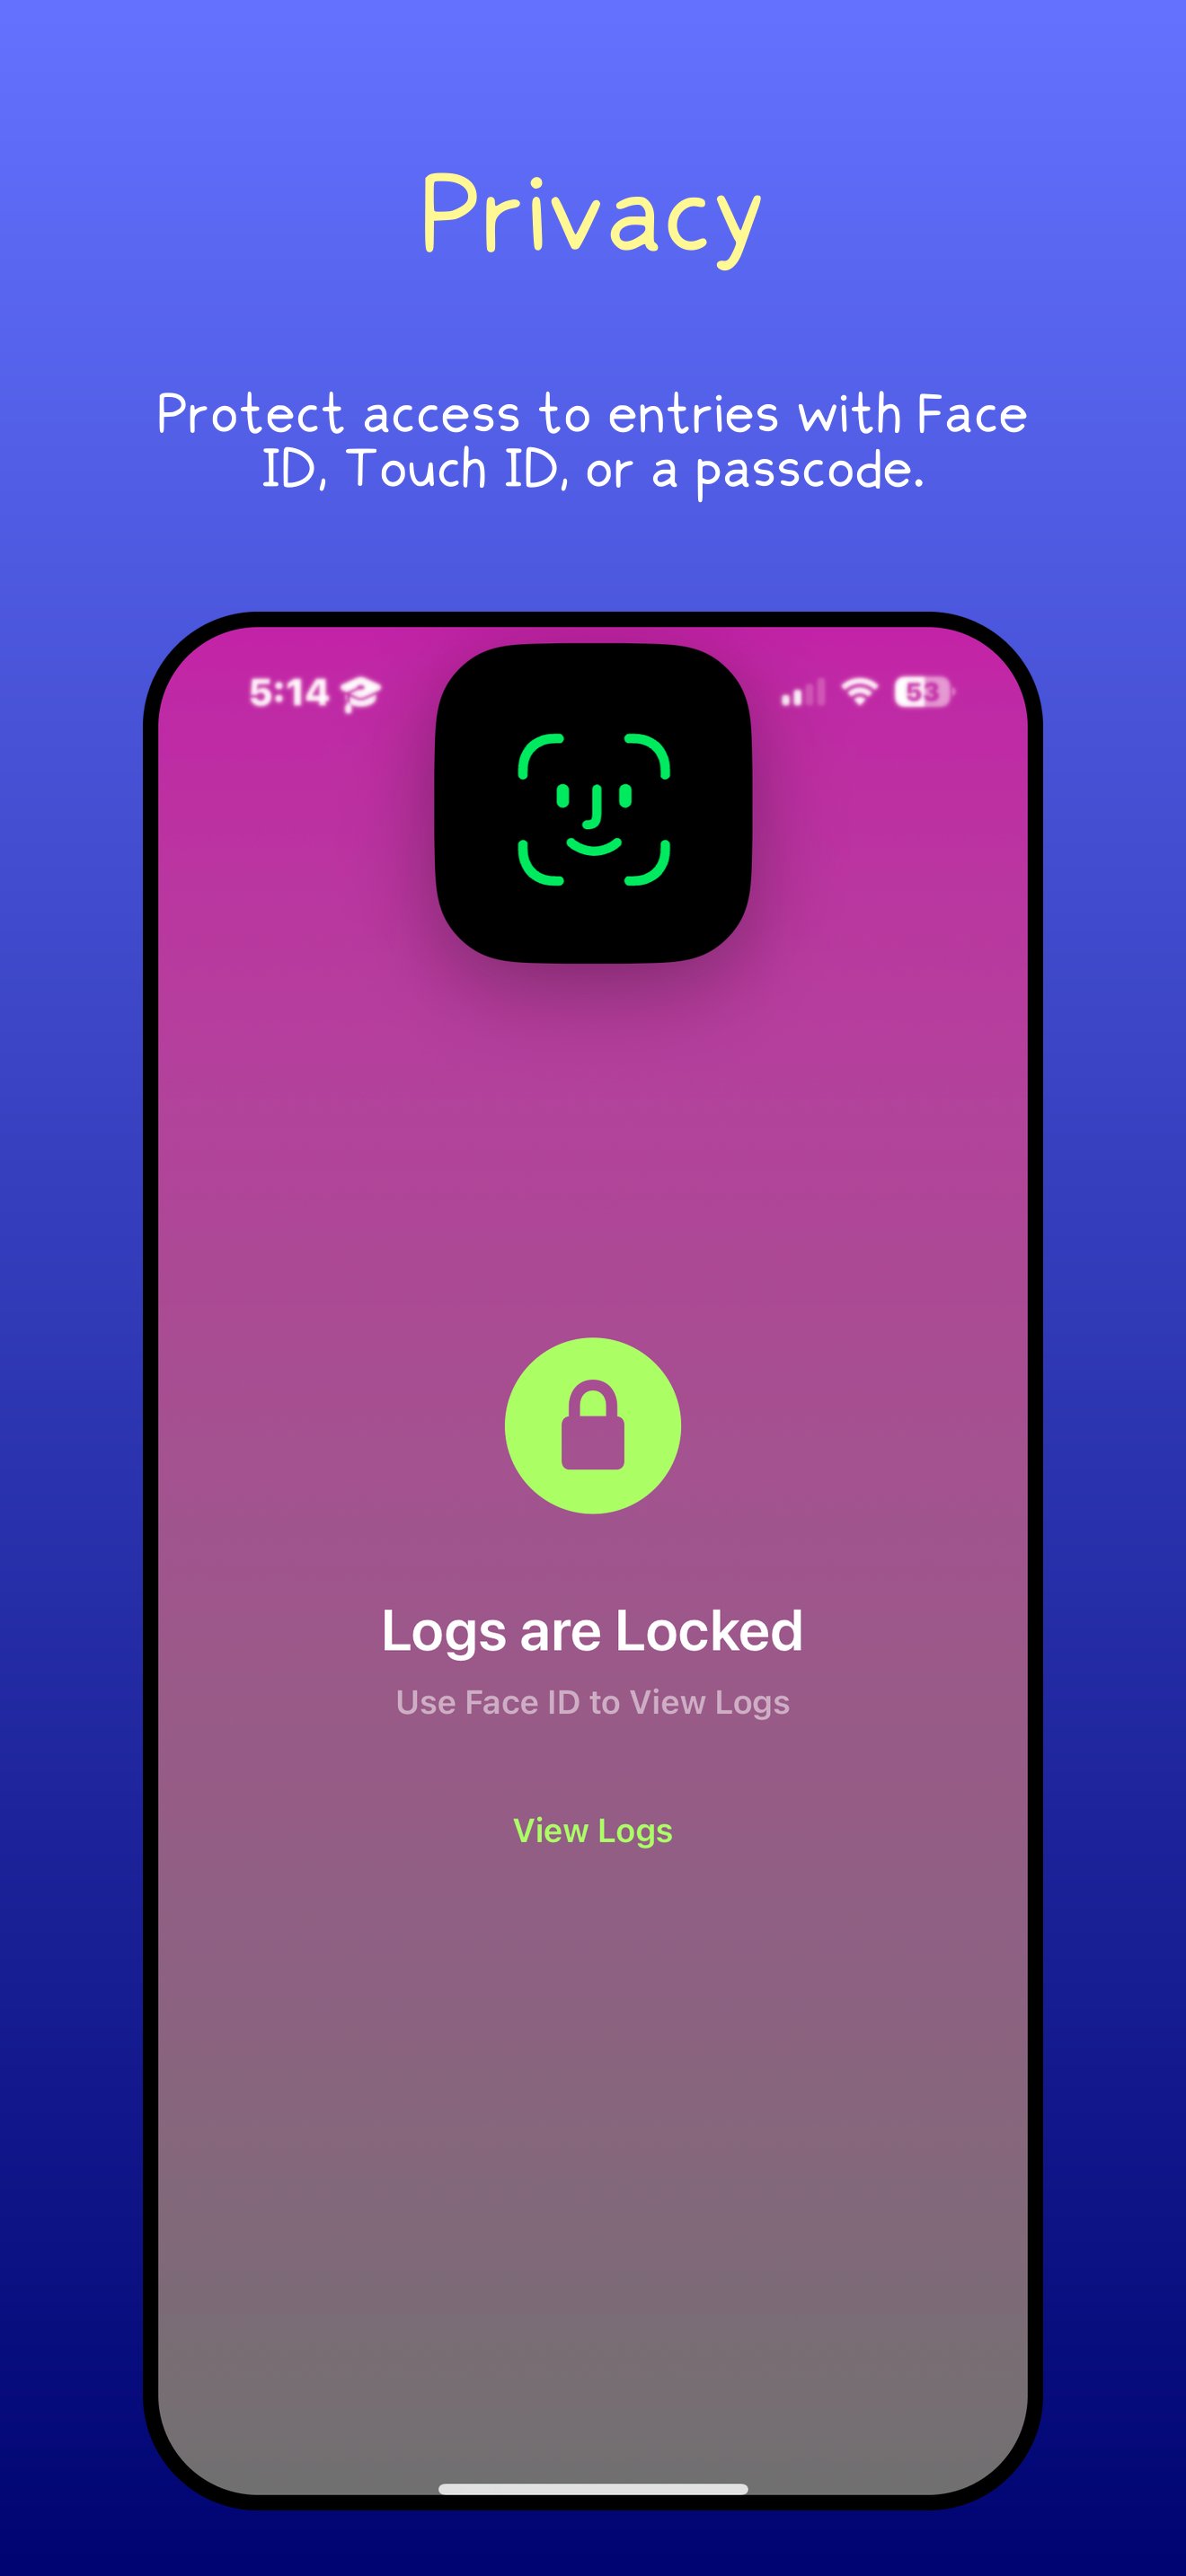 Privacy
Protect access to entries with Face
ID, Touch ID, or a passcode.
5:14 53
Logs are Locked
Use Face ID to View Logs
View Logs